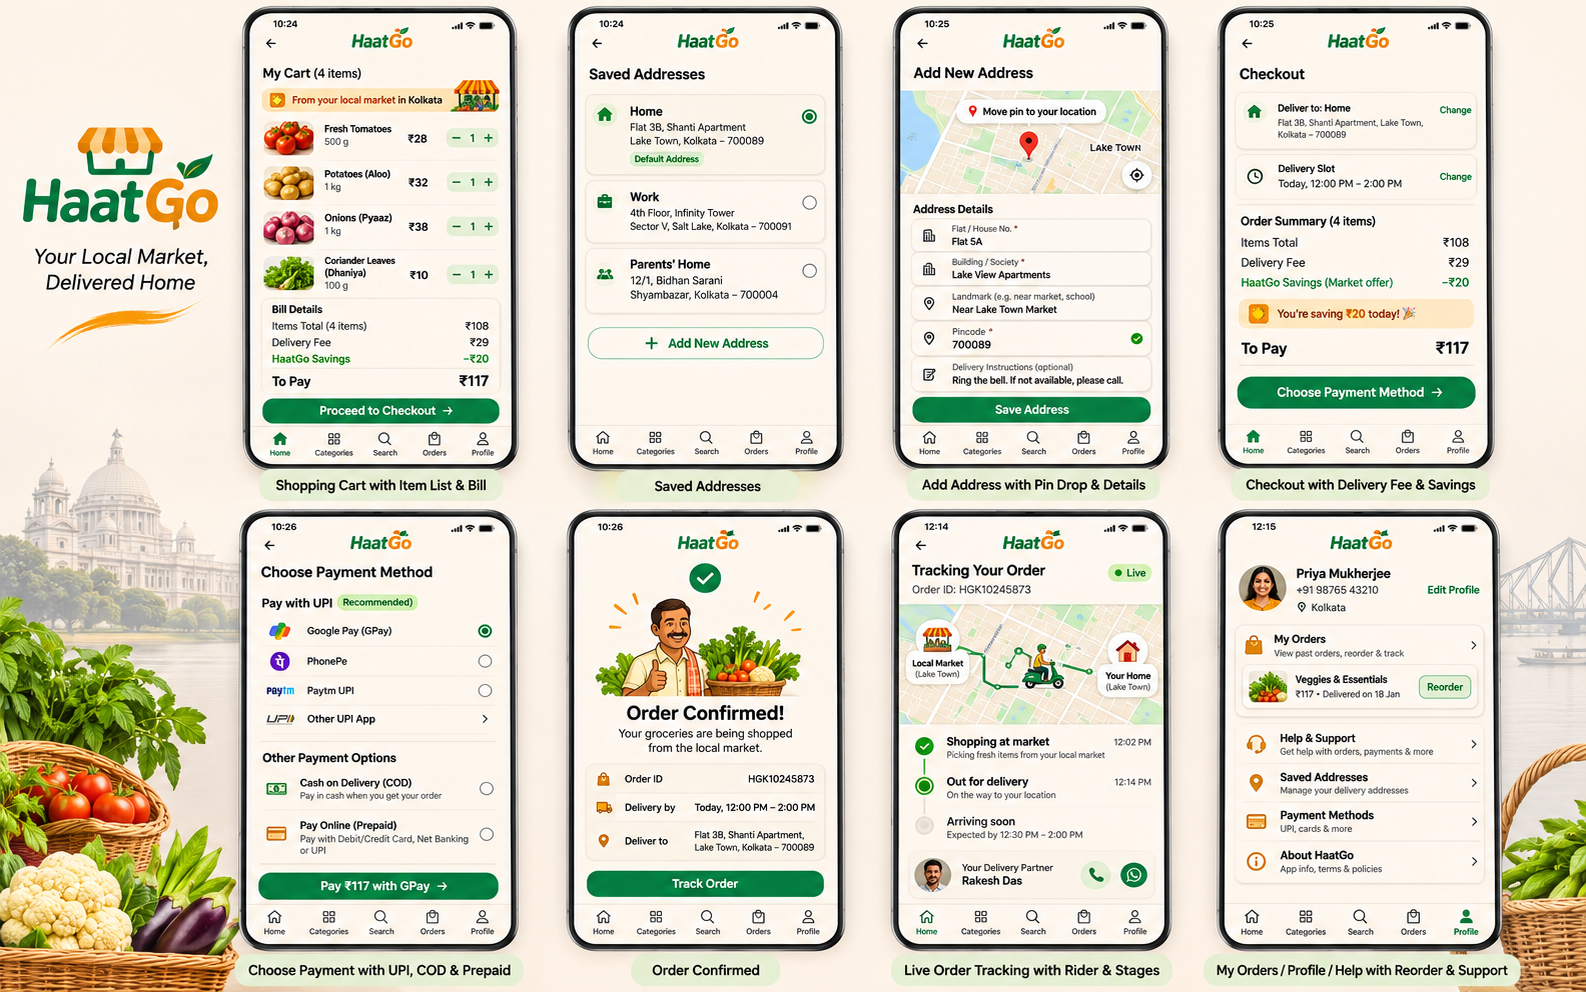 HaatGo
Your Local Market,
Delivered Home
10:24
HaatGo
My Cart (4 items)
From your local market in Kolkata
Fresh Tomatoes
500 g
₹28
− 1 +
Potatoes (Aloo)
1 kg
₹32
− 1 +
Onions (Pyaaz)
1 kg
₹38
− 1 +
Coriander Leaves
(Dhaniya)
100 g
₹10
− 1 +
Bill Details
Items Total (4 items) ₹108
Delivery Fee ₹29
HaatGo Savings −₹20
To Pay ₹117
Proceed to Checkout →
Home Categories Search Orders Profile
Shopping Cart with Item List & Bill
10:24
HaatGo
Saved Addresses
Home
Flat 3B, Shanti Apartment
Lake Town, Kolkata – 700089
Default Address
Work
4th Floor, Infinity Tower
Sector V, Salt Lake, Kolkata – 700091
Parents' Home
12/1, Bidhan Sarani
Shyambazar, Kolkata – 700004
+ Add New Address
Home Categories Search Orders Profile
Saved Addresses
10:25
HaatGo
Add New Address
Move pin to your location
Lake Town
Address Details
Flat / House No. *
Flat 5A
Building / Society *
Lake View Apartments
Landmark (e.g. near market, school)
Near Lake Town Market
Pincode *
700089
Delivery Instructions (optional)
Ring the bell. If not available, please call.
Save Address
Home Categories Search Orders Profile
Add Address with Pin Drop & Details
10:25
HaatGo
Checkout
Deliver to: Home
Flat 3B, Shanti Apartment, Lake Town,
Kolkata – 700089
Change
Delivery Slot
Today, 12:00 PM – 2:00 PM
Change
Order Summary (4 items)
Items Total ₹108
Delivery Fee ₹29
HaatGo Savings (Market offer) −₹20
You're saving ₹20 today!
To Pay ₹117
Choose Payment Method →
Home Categories Search Orders Profile
Checkout with Delivery Fee & Savings
10:26
HaatGo
Choose Payment Method
Pay with UPI Recommended)
Google Pay (GPay)
PhonePe
Paytm Paytm UPI
UPI Other UPI App
Other Payment Options
Cash on Delivery (COD)
Pay in cash when you get your order
Pay Online (Prepaid)
Pay with Debit/Credit Card, Net Banking
or UPI
Pay ₹117 with GPay →
Home Categories Search Orders Profile
Choose Payment with UPI, COD & Prepaid
10:26
HaatGo
Order Confirmed!
Your groceries are being shopped
from the local market.
Order ID HGK10245873
Delivery by Today, 12:00 PM – 2:00 PM
Deliver to Flat 3B, Shanti Apartment,
Lake Town, Kolkata – 700089
Track Order
Home Categories Search Orders Profile
Order Confirmed
12:14
HaatGo
Tracking Your Order
Live
Order ID: HGK10245873
Local Market
(Lake Town)
Your Home
(Lake Town)
Shopping at market 12:02 PM
Picking fresh items from your local market
Out for delivery 12:14 PM
On the way to your location
Arriving soon
Expected by 12:30 PM – 2:00 PM
Your Delivery Partner
Rakesh Das
Home Categories Search Orders Profile
Live Order Tracking with Rider & Stages
12:15
HaatGo
Priya Mukherjee
+91 98765 43210
Kolkata
Edit Profile
My Orders
View past orders, reorder & track
Veggies & Essentials
₹117 • Delivered on 18 Jan
Reorder
Help & Support
Get help with orders, payments & more
Saved Addresses
Manage your delivery addresses
Payment Methods
UPI, cards & more
About HaatGo
App info, terms & policies
Home Categories Search Orders Profile
My Orders / Profile / Help with Reorder & Support